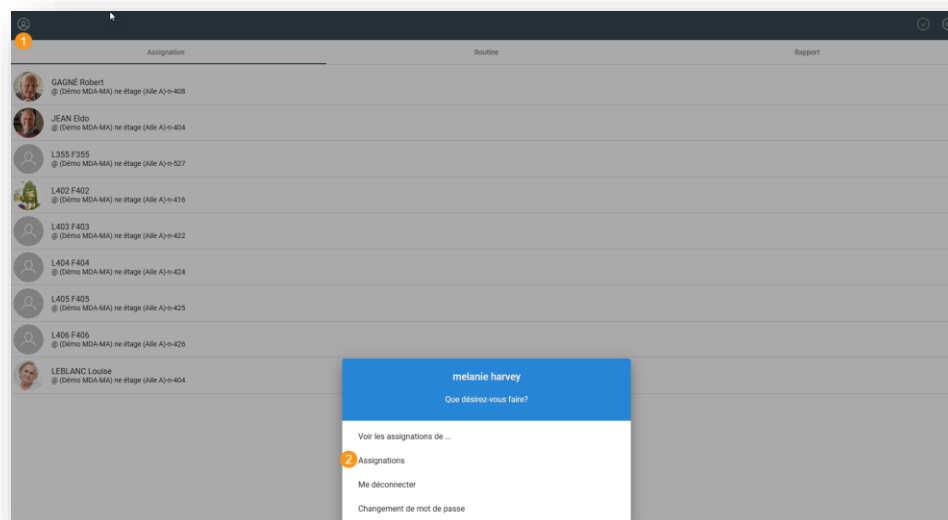 1
Assignation
Routine
Rapport
GAGNÉ Robert
@ (Démo MDA-MA) ne étage (Aile A)-n-408
JEAN Eldo
@ (Démo MDA-MA) ne étage (Aile A)-n-404
L355 F355
@ (Démo MDA-MA) ne étage (Aile A)-n-527
L402 F402
@ (Démo MDA-MA) ne étage (Aile A)-n-416
L403 F403
@ (Démo MDA-MA) ne étage (Aile A)-n-422
L404 F404
@ (Démo MDA-MA) ne étage (Aile A)-n-424
L405 F405
@ (Démo MDA-MA) ne étage (Aile A)-n-425
L406 F406
@ (Démo MDA-MA) ne étage (Aile A)-n-426
LEBLANC Louise
@ (Démo MDA-MA) ne étage (Aile A)-n-404
melanie harvey
Que désirez-vous faire?
Voir les assignations de ...
2 Assignations
Me déconnecter
Changement de mot de passe